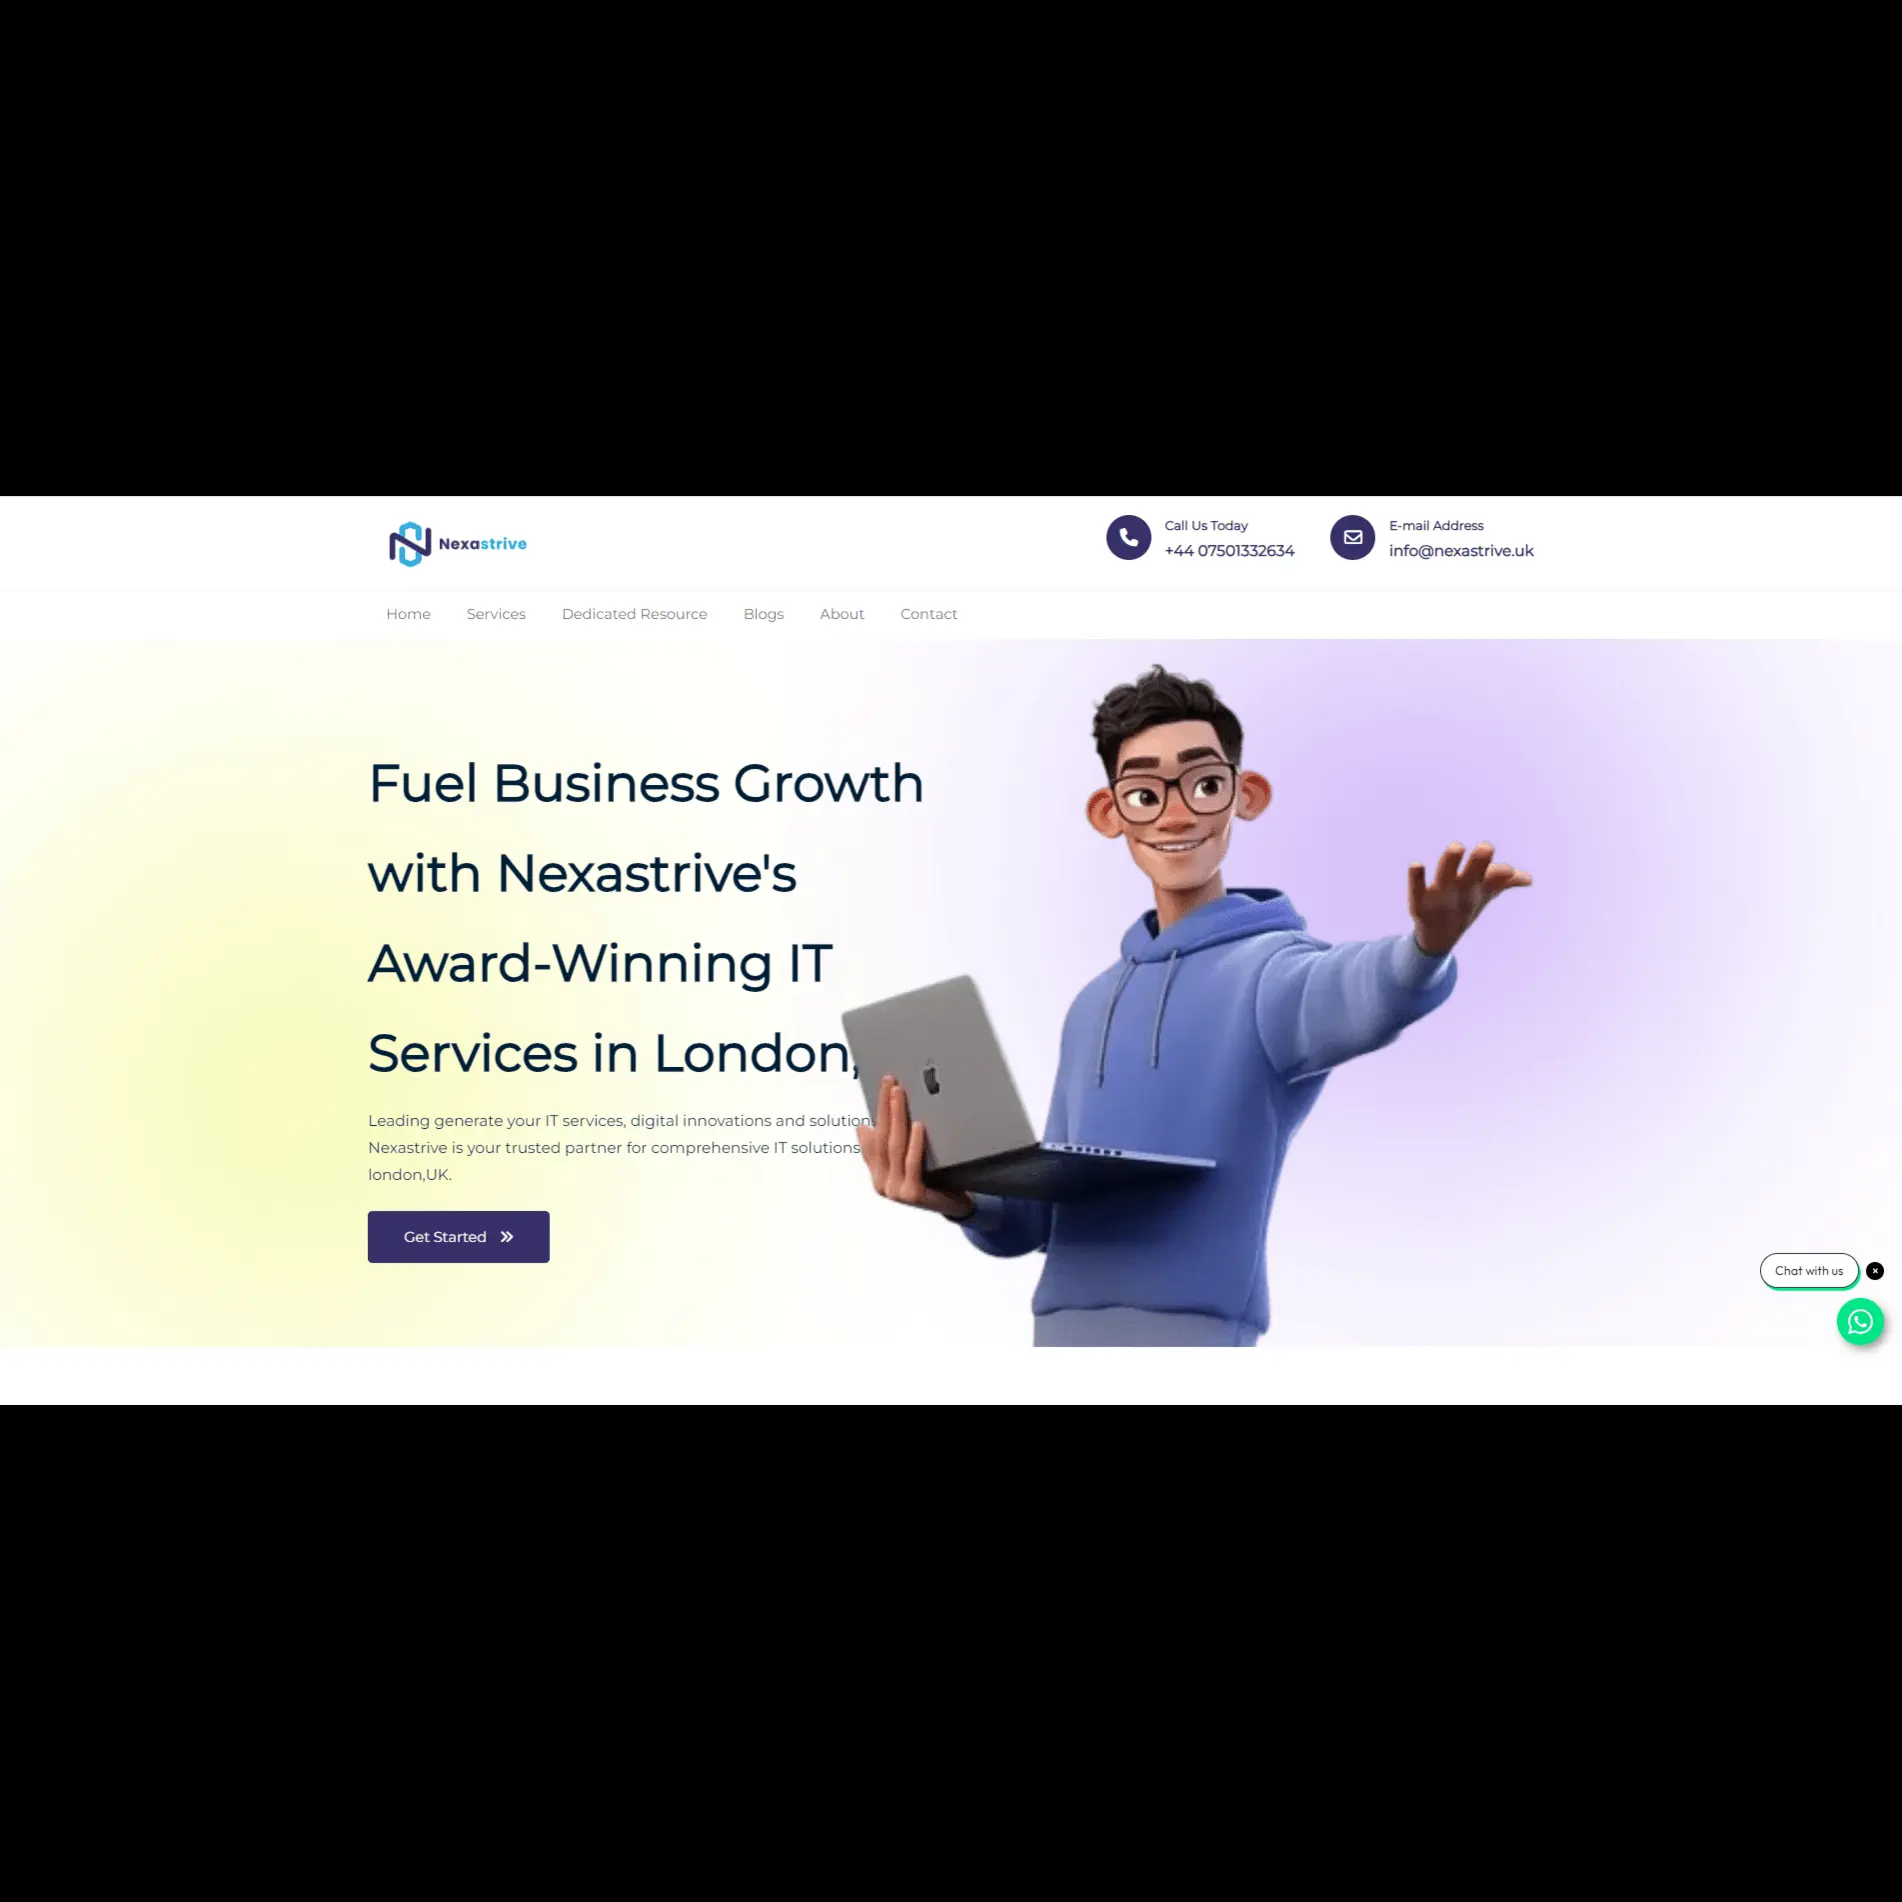 Nexastrive
Call Us Today
+44 07501332634
E-mail Address
info@nexastrive.uk
Home
Services
Dedicated Resource
Blogs
About
Contact
Fuel Business Growth
with Nexastrive's
Award-Winning IT
Services in London,
Leading generate your IT services, digital innovations and solution
Nexastrive is your trusted partner for comprehensive IT solutions
london,UK.
Get Started
Chat with us